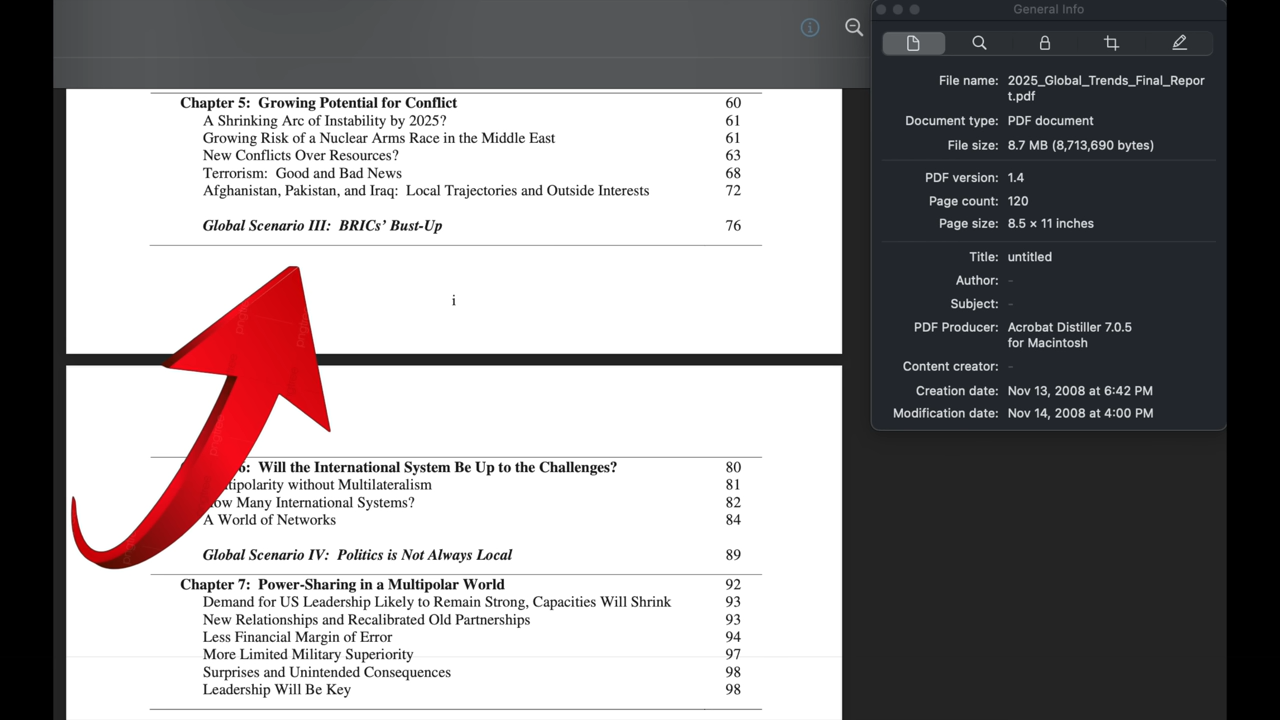 Chapter 5: Growing Potential for Conflict 60
A Shrinking Arc of Instability by 2025? 61
Growing Risk of a Nuclear Arms Race in the Middle East 61
New Conflicts Over Resources? 63
Terrorism: Good and Bad News 68
Afghanistan, Pakistan, and Iraq: Local Trajectories and Outside Interests 72
Global Scenario III: BRICs’ Bust-Up 76
i
6: Will the International System Be Up to the Challenges? 80
without Multilateralism 81
Many International Systems? 82
A World of Networks 84
Global Scenario IV: Politics is Not Always Local 89
Chapter 7: Power-Sharing in a Multipolar World 92
Demand for US Leadership Likely to Remain Strong, Capacities Will Shrink 93
New Relationships and Recalibrated Old Partnerships 93
Less Financial Margin of Error 94
More Limited Military Superiority 97
Surprises and Unintended Consequences 98
Leadership Will Be Key 98
General Info
File name: 2025_Global_Trends_Final_Repor
t.pdf
Document type: PDF document
File size: 8.7 MB (8,713,690 bytes)
PDF version: 1.4
Page count: 120
Page size: 8.5 × 11 inches
Title: untitled
Author: -
Subject: -
PDF Producer: Acrobat Distiller 7.0.5
for Macintosh
Content creator: -
Creation date: Nov 13, 2008 at 6:42 PM
Modification date: Nov 14, 2008 at 4:00 PM